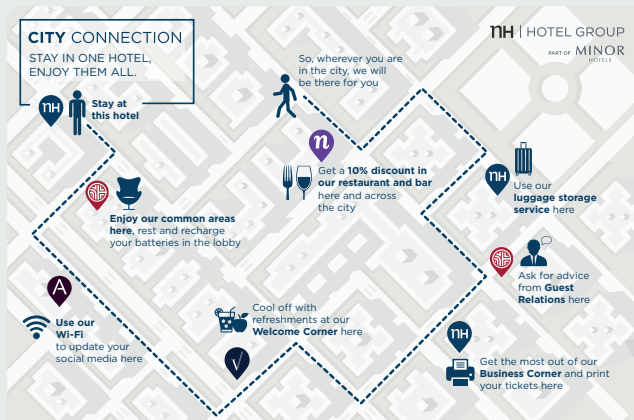 CITY CONNECTION
STAY IN ONE HOTEL,
ENJOY THEM ALL.
nH | HOTEL GROUP
PART OF MINOR
HOTELS
nH
Stay at
this hotel
So, wherever you are
in the city, we will
be there for you
n
Get a 10% discount in
our restaurant and bar
here and across
the city
nH
Use our
luggage storage
service here
Enjoy our common areas
here, rest and recharge
your batteries in the lobby
Ask for advice
from Guest
Relations here
A
Use our
Wi-Fi
to update your
social media here
Cool off with
refreshments at our
Welcome Corner here
V
nH
Get the most out of our
Business Corner and print
your tickets here